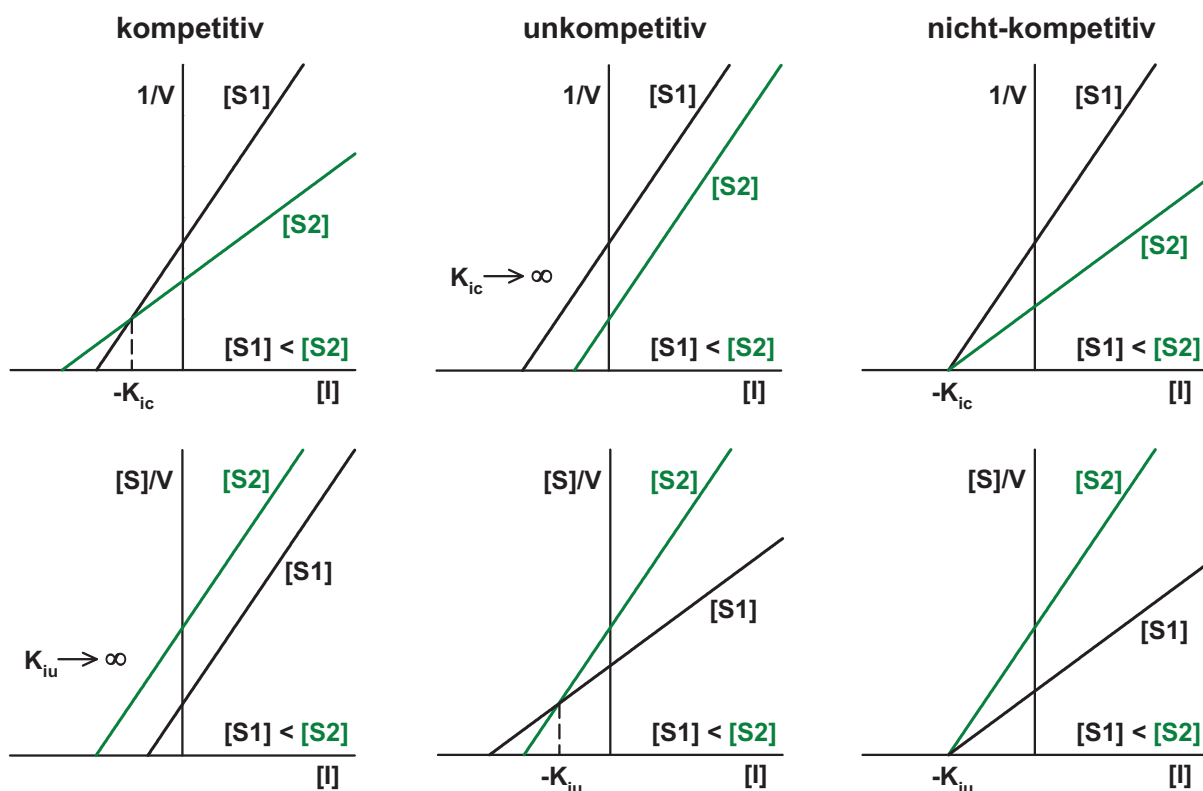 kompetitiv
unkompetitiv
nicht-kompetitiv
1/V
[S1]
[S2]
[S1] < [S2]
-Kic
[I]
1/V
[S1]
[S2]
Kic → ∞
[S1] < [S2]
[I]
1/V
[S1]
[S2]
[S1] < [S2]
-Kic
[I]
[S]/V
[S2]
[S1]
Kiu → ∞
[S1] < [S2]
[I]
[S]/V
[S2]
[S1]
[S1] < [S2]
-Kiu
[I]
[S]/V
[S2]
[S1]
[S1] < [S2]
-Kiu
[I]